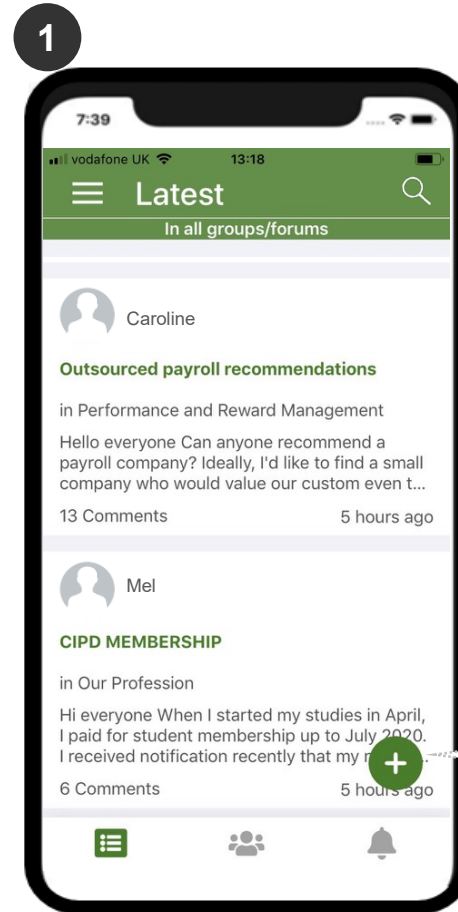 1
7:39
vodafone UK 13:18
Latest
In all groups/forums
Caroline
Outsourced payroll recommendations
in Performance and Reward Management
Hello everyone Can anyone recommend a
payroll company? Ideally, I'd like to find a small
company who would value our custom even t...
13 Comments 5 hours ago
Mel
CIPD MEMBERSHIP
in Our Profession
Hi everyone When I started my studies in April,
I paid for student membership up to July 2020.
I received notification recently that my
6 Comments 5 hours ago